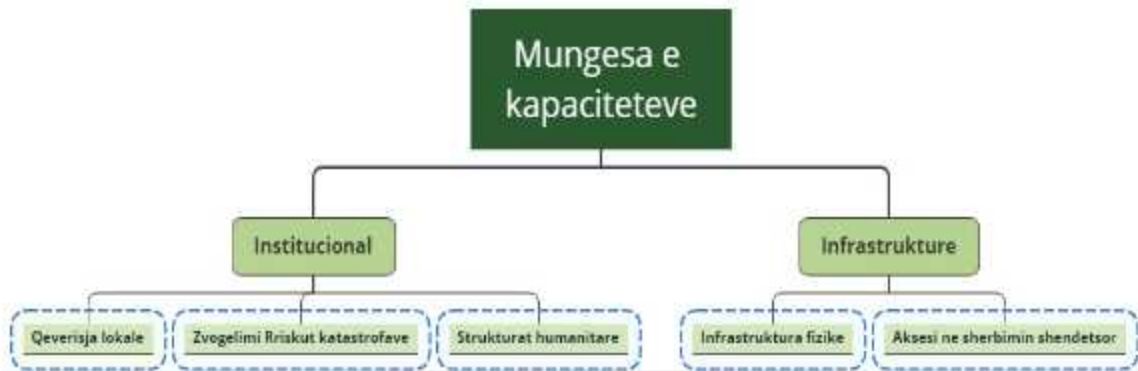 Mungesa e
kapaciteteve
Institucional
Infrastrukture
Qeverisja lokale
Zvogelimi Rriskut katastrofave
Strukturat humanitare
Infrastruktura fizike
Aksesi ne sherbimin shendetsor